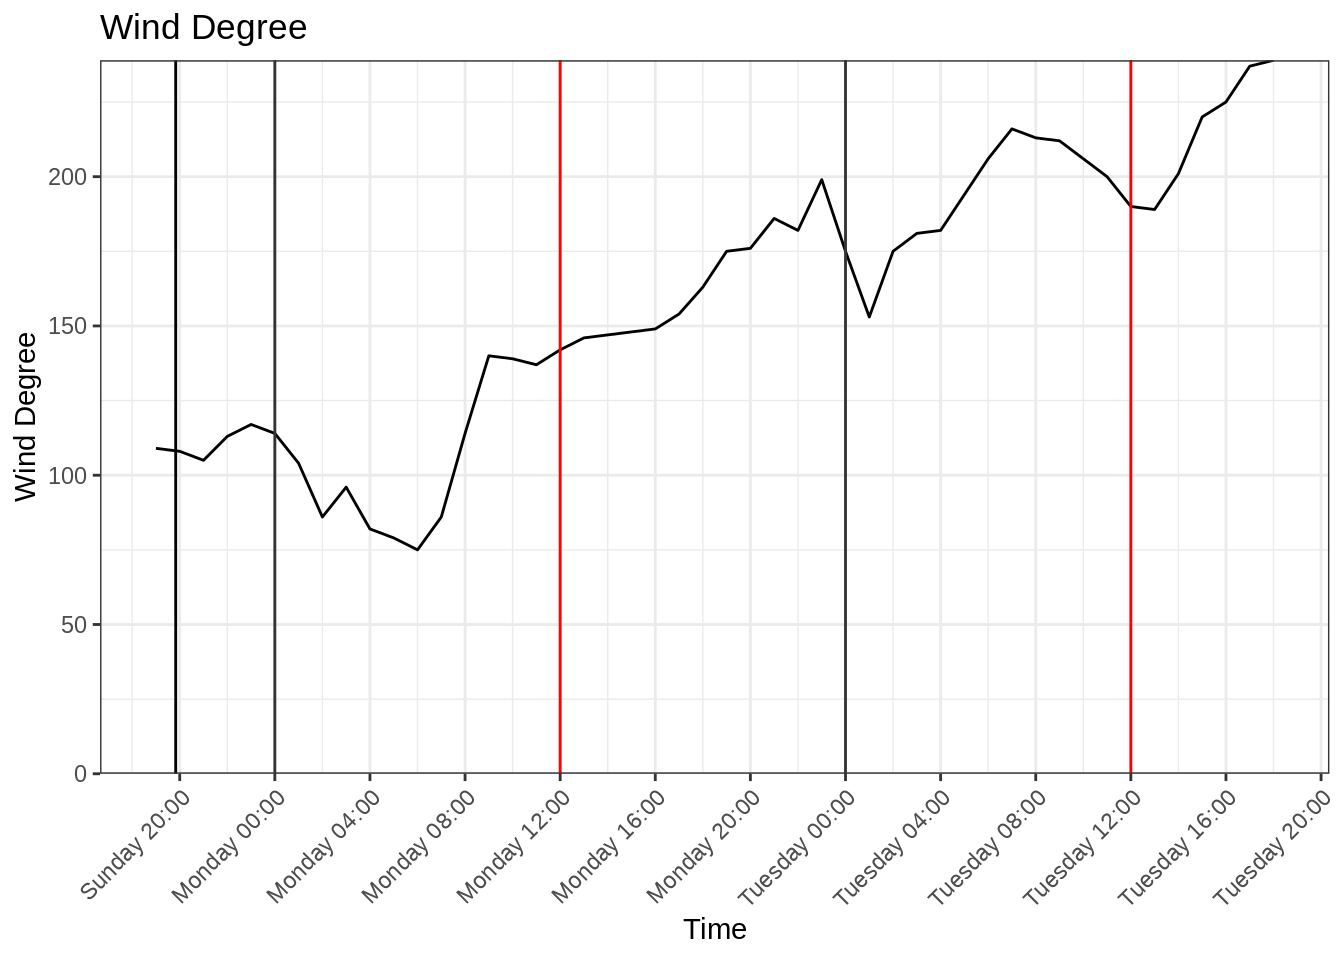 Wind Degree
Wind Degree
200
150
100
50
0
Sunday 20:00
Monday 00:00
Monday 04:00
Monday 08:00
Monday 12:00
Monday 16:00
Monday 20:00
Tuesday 00:00
Tuesday 04:00
Tuesday 08:00
Tuesday 12:00
Tuesday 16:00
Tuesday 20:00
Time